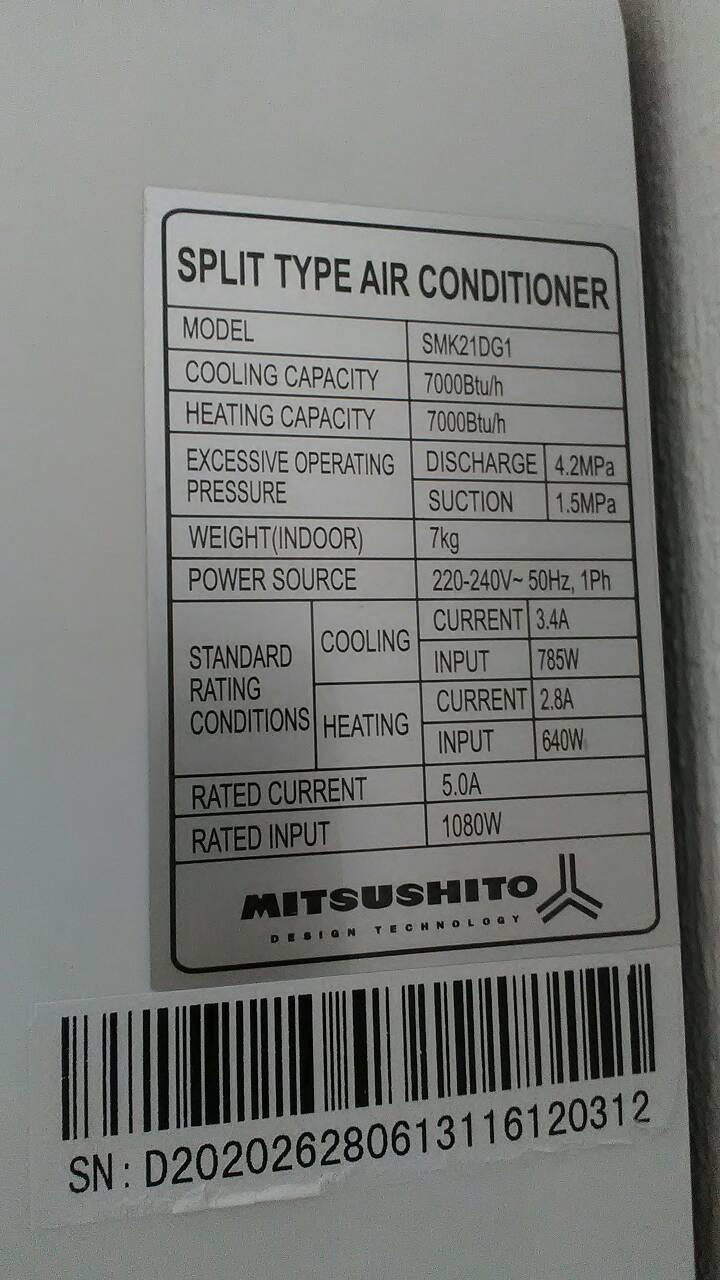 SPLIT TYPE AIR CONDITIONER
MODEL SMK21DG1
COOLING CAPACITY 7000Btu/h
HEATING CAPACITY 7000Btu/h
EXCESSIVE OPERATING PRESSURE DISCHARGE 4.2MPa
SUCTION 1.5MPa
WEIGHT(INDOOR) 7kg
POWER SOURCE 220-240V~ 50Hz, 1Ph
STANDARD RATING CONDITIONS COOLING CURRENT 3.4A
INPUT 785W
HEATING CURRENT 2.8A
INPUT 640W
RATED CURRENT 5.0A
RATED INPUT 1080W
MITSUSHITO
DESIGN TECHNOLOGY
SN: D202026280613116120312